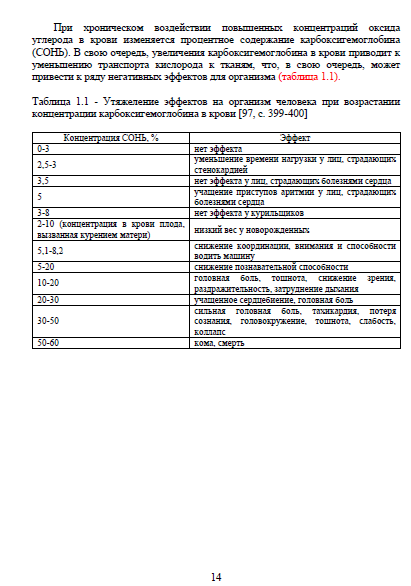 При хроническом воздействии повышенных концентраций оксида
углерода в крови изменяется процентное содержание карбоксигемоглобина
(СОНЬ). В свою очередь, увеличения карбоксигемоглобина в крови приводит к
уменьшению транспорта кислорода к тканям, что, в свою очередь, может
привести к ряду негативных эффектов для организма (таблица 1.1).
Таблица 1.1 - Утяжеление эффектов на организм человека при возрастании
концентрации карбоксигемоглобина в крови [97, с. 399-400]
Концентрация СОНЬ, % Эффект
0-3 нет эффекта
2,5-3 уменьшение времени нагрузки у лиц, страдающих
стенокардией
3,5 нет эффекта у лиц, страдающих болезнями сердца
5 учащение приступов аритмии у лиц, страдающих
болезнями сердца
3-8 нет эффекта у курильщиков
2-10 (концентрация в крови плода,
вызванная курением матери) низкий вес у новорожденных
5,1-8,2 снижение координации, внимания и способности
водить машину
5-20 снижение познавательной способности
10-20 головная боль, тошнота, снижение зрения,
раздражительность, затруднение дыхания
20-30 учащенное сердцебиение, головная боль
30-50 сильная головная боль, тахикардия, потеря
сознания, головокружение, тошнота, слабость,
коллапс
50-60 кома, смерть
14